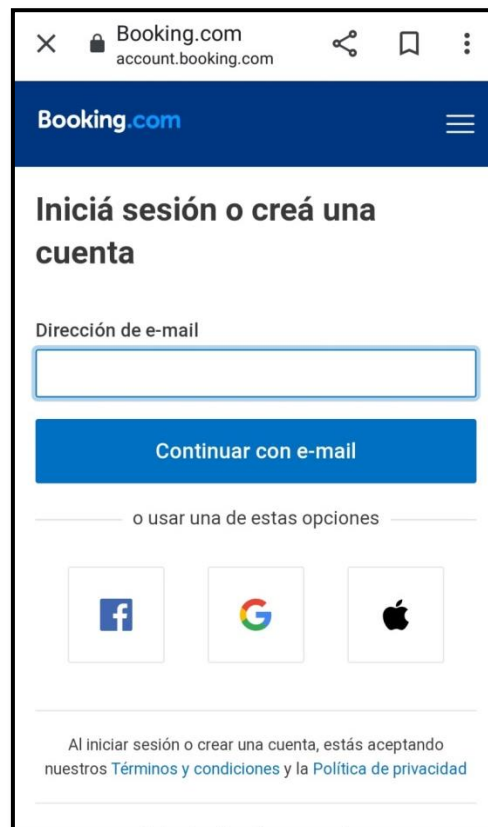 Booking.com
account.booking.com
Booking.com
Iniciá sesión o creá una
cuenta
Dirección de e-mail
Continuar con e-mail
o usar una de estas opciones
Al iniciar sesión o crear una cuenta, estás aceptando
nuestros Términos y condiciones y la Política de privacidad